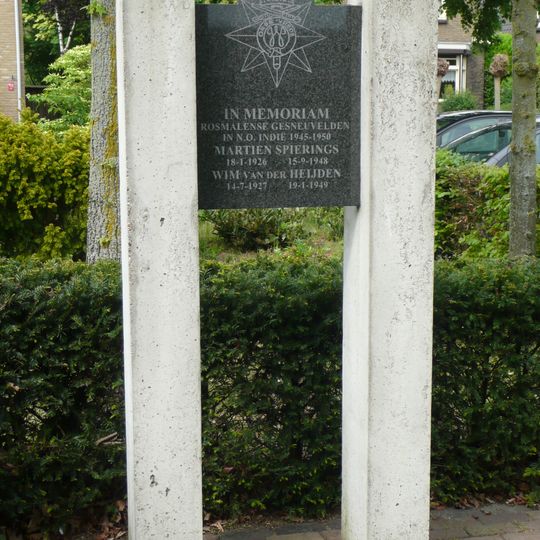 IN MEMORIAM
ROSMALENSE GESNEUVELDEN
IN N.O. INDIË 1945-1950
MARTIEN SPIERINGS
18-1-1926 15-9-1948
WIM VAN DER HEIJDEN
14-7-1927 19-1-1949